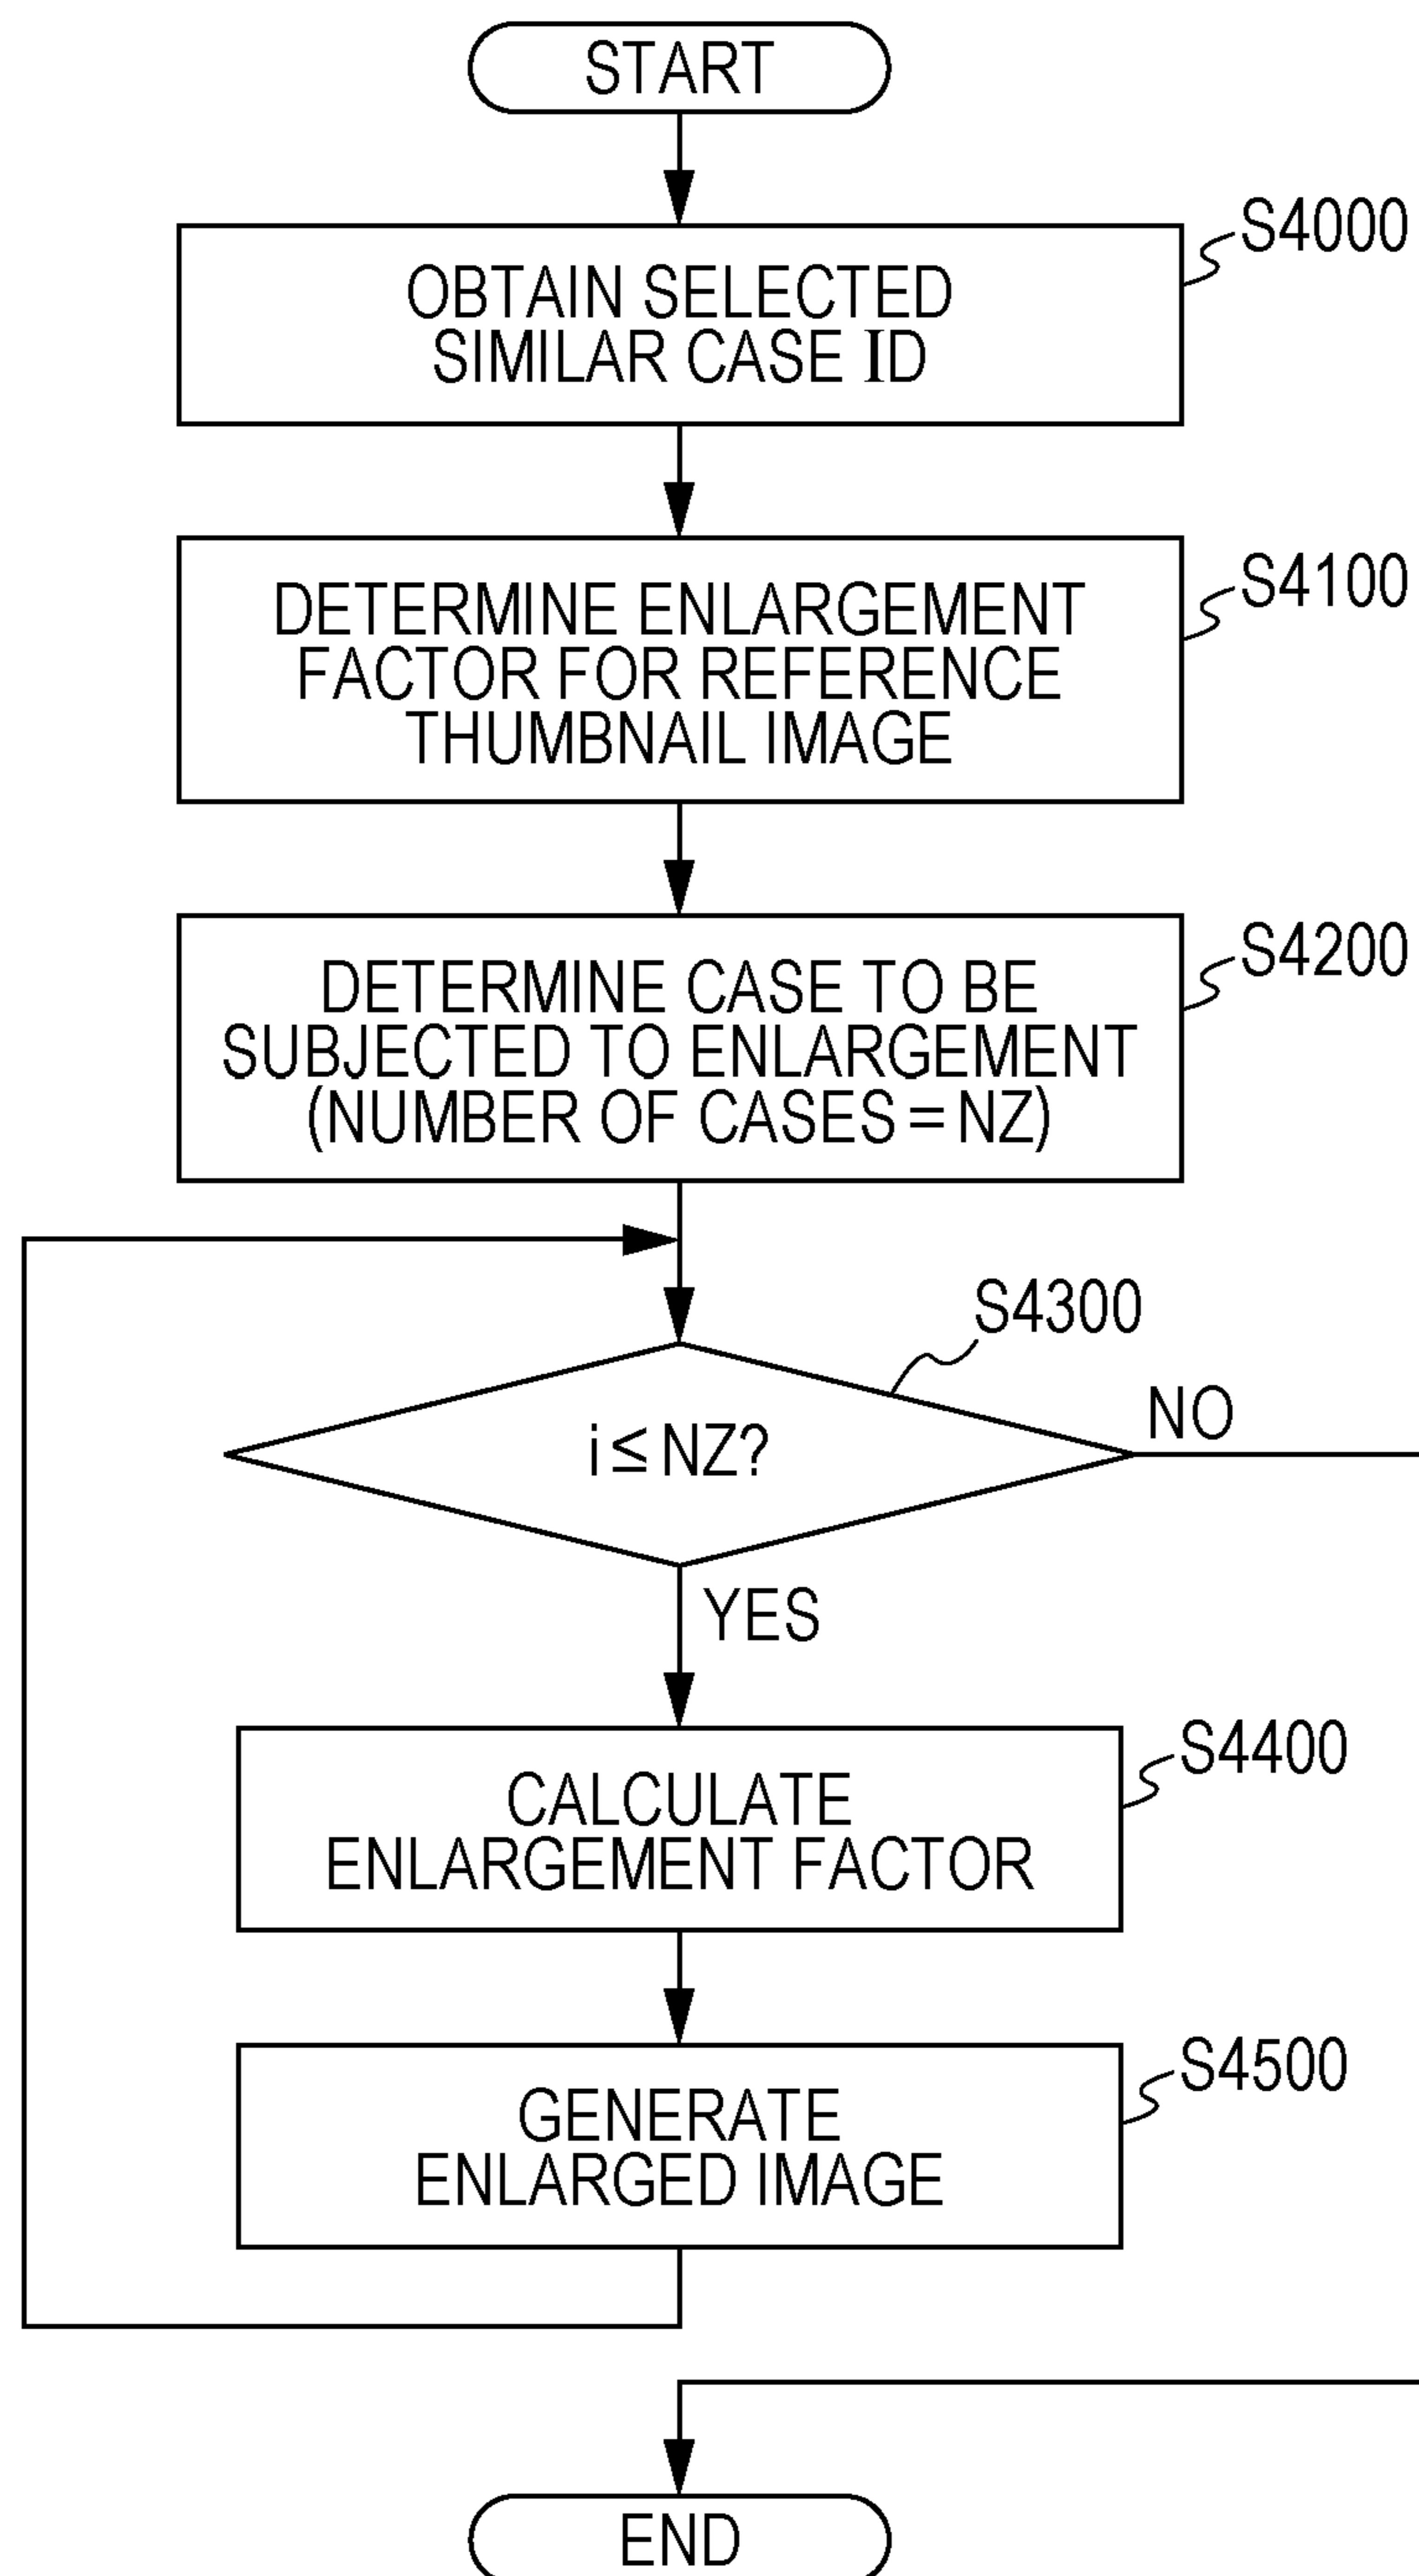 START
S4000
OBTAIN SELECTED
SIMILAR CASE ID
S4100
DETERMINE ENLARGEMENT
FACTOR FOR REFERENCE
THUMBNAIL IMAGE
S4200
DETERMINE CASE TO BE
SUBJECTED TO ENLARGEMENT
(NUMBER OF CASES = NZ)
S4300
NO
i ≤ NZ?
YES
S4400
CALCULATE
ENLARGEMENT FACTOR
S4500
GENERATE
ENLARGED IMAGE
END